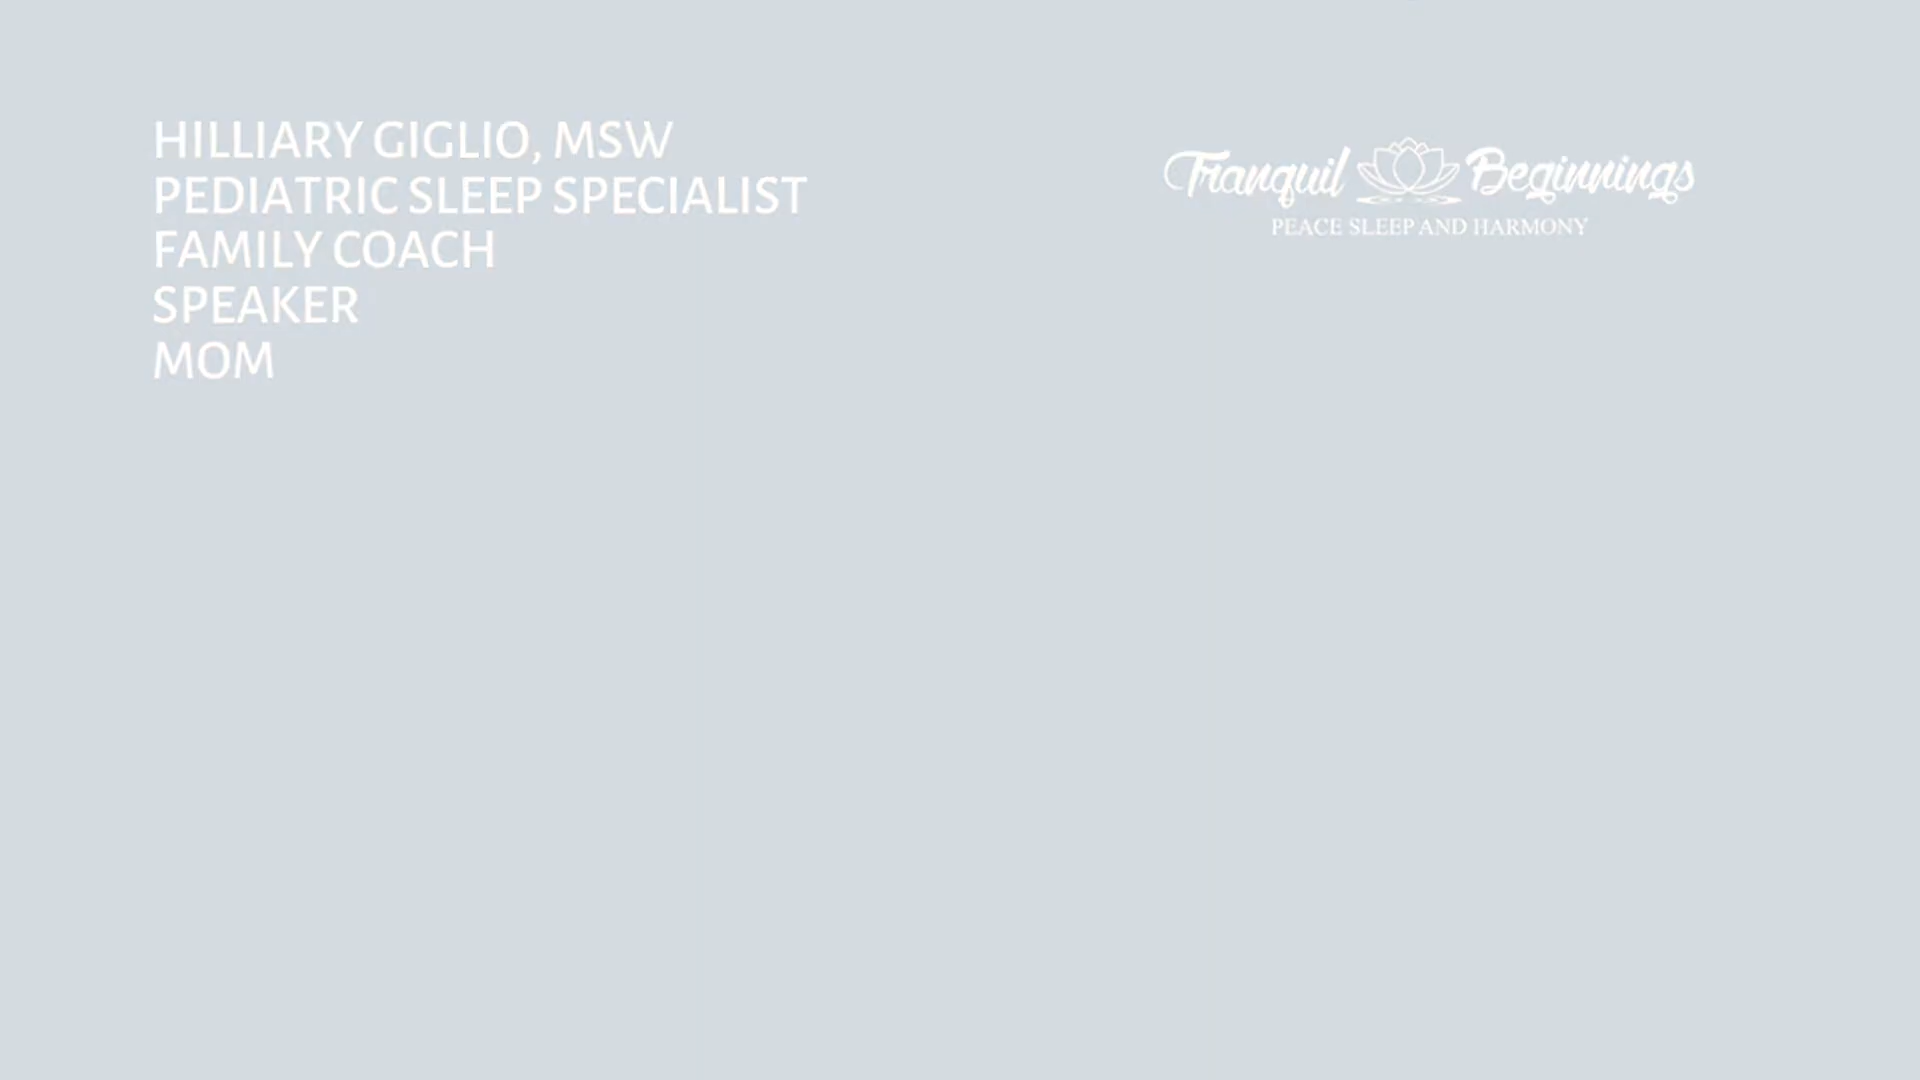 HILLIARY GIGLIO, MSW
PEDIATRIC SLEEP SPECIALIST
FAMILY COACH
SPEAKER
MOM
Tranquil Beginnings
PEACE SLEEP AND HARMONY